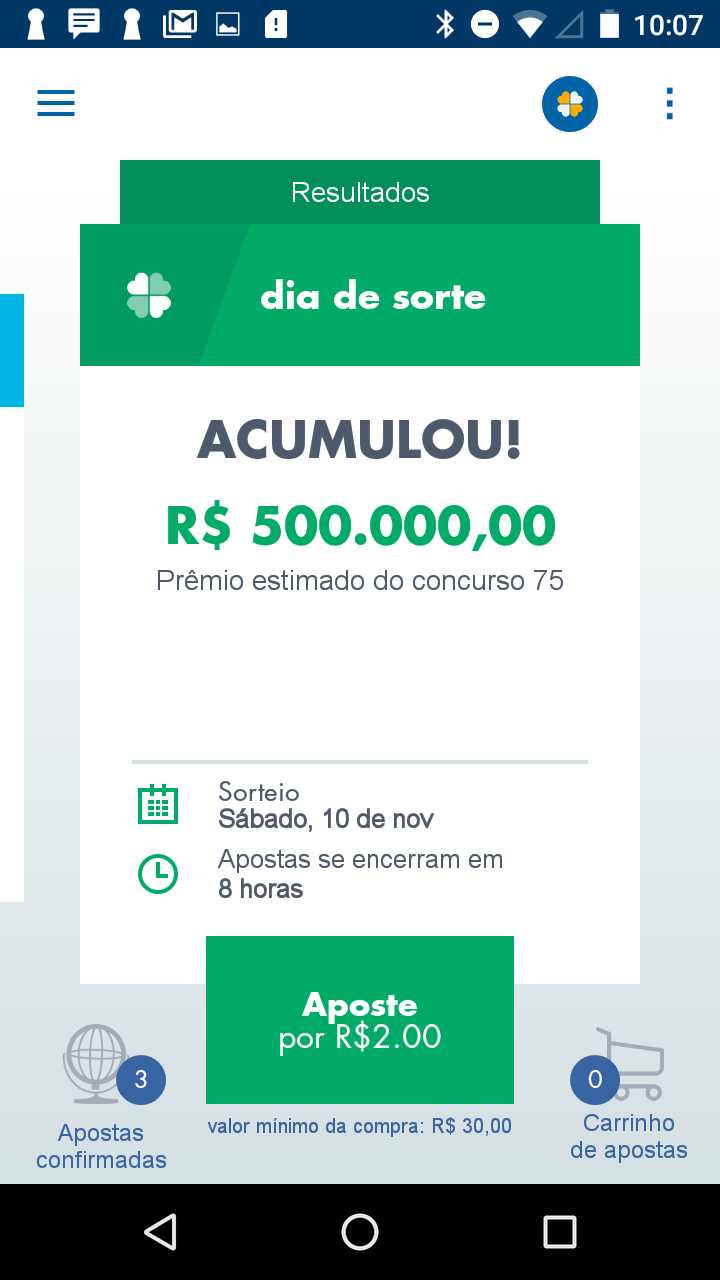 10:07
Resultados
dia de sorte
ACUMULOU!
R$ 500.000,00
Prêmio estimado do concurso 75
Sorteio
Sábado, 10 de nov
Apostas se encerram em
8 horas
Aposte
por R$2.00
valor mínimo da compra: R$ 30,00
3
Apostas
confirmadas
0
Carrinho
de apostas